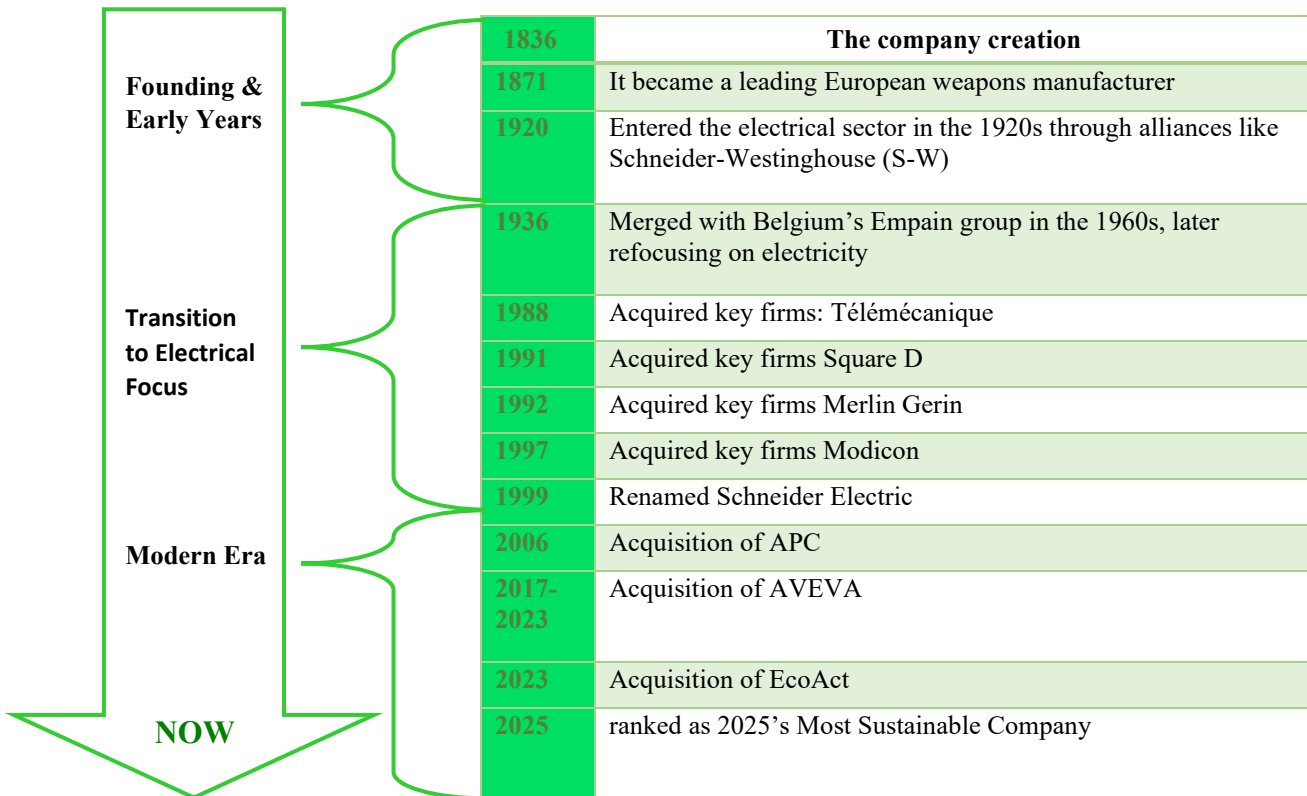 Founding &
Early Years
1836 The company creation
1871 It became a leading European weapons manufacturer
1920 Entered the electrical sector in the 1920s through alliances like
Schneider-Westinghouse (S-W)
Transition
to Electrical
Focus
1936 Merged with Belgium’s Empain group in the 1960s, later
refocusing on electricity
1988 Acquired key firms: Télémécanique
1991 Acquired key firms Square D
1992 Acquired key firms Merlin Gerin
1997 Acquired key firms Modicon
1999 Renamed Schneider Electric
Modern Era
2006 Acquisition of APC
2017- Acquisition of AVEVA
2023
2023 Acquisition of EcoAct
2025 ranked as 2025’s Most Sustainable Company
NOW